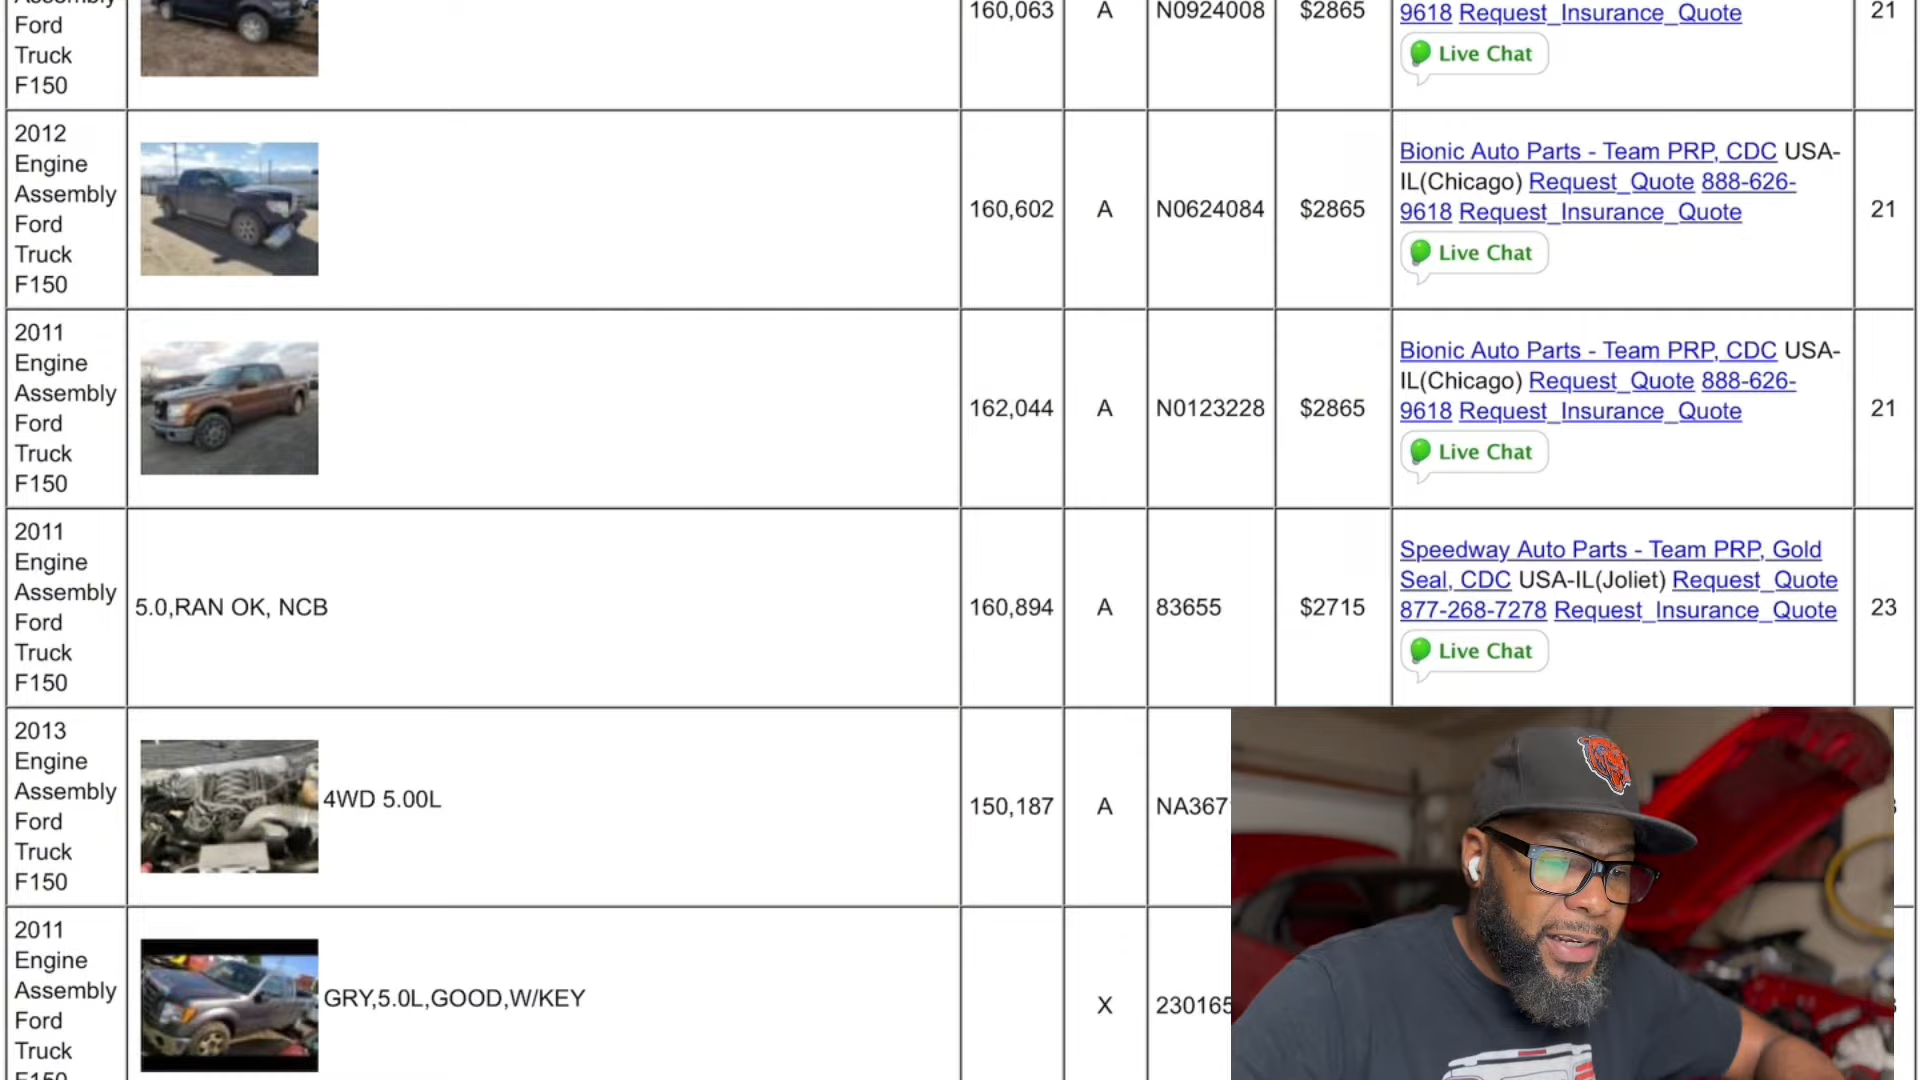 Ford
Truck
F150
160,063
A
N0924008
$2865
9618 Request_Insurance_Quote
Live Chat
21
2012
Engine
Assembly
Ford
Truck
F150
160,602
A
N0624084
$2865
Bionic Auto Parts - Team PRP, CDC USA-
IL(Chicago) Request_Quote 888-626-
9618 Request_Insurance_Quote
Live Chat
21
2011
Engine
Assembly
Ford
Truck
F150
162,044
A
N0123228
$2865
Bionic Auto Parts - Team PRP, CDC USA-
IL(Chicago) Request_Quote 888-626-
9618 Request_Insurance_Quote
Live Chat
21
2011
Engine
Assembly
Ford
Truck
F150
5.0,RAN OK, NCB
160,894
A
83655
$2715
Speedway Auto Parts - Team PRP, Gold
Seal, CDC USA-IL(Joliet) Request_Quote
877-268-7278 Request_Insurance_Quote
Live Chat
23
2013
Engine
Assembly
Ford
Truck
F150
4WD 5.00L
150,187
A
NA367
2011
Engine
Assembly
Ford
Truck
GRY,5.0L,GOOD,W/KEY
X
230165